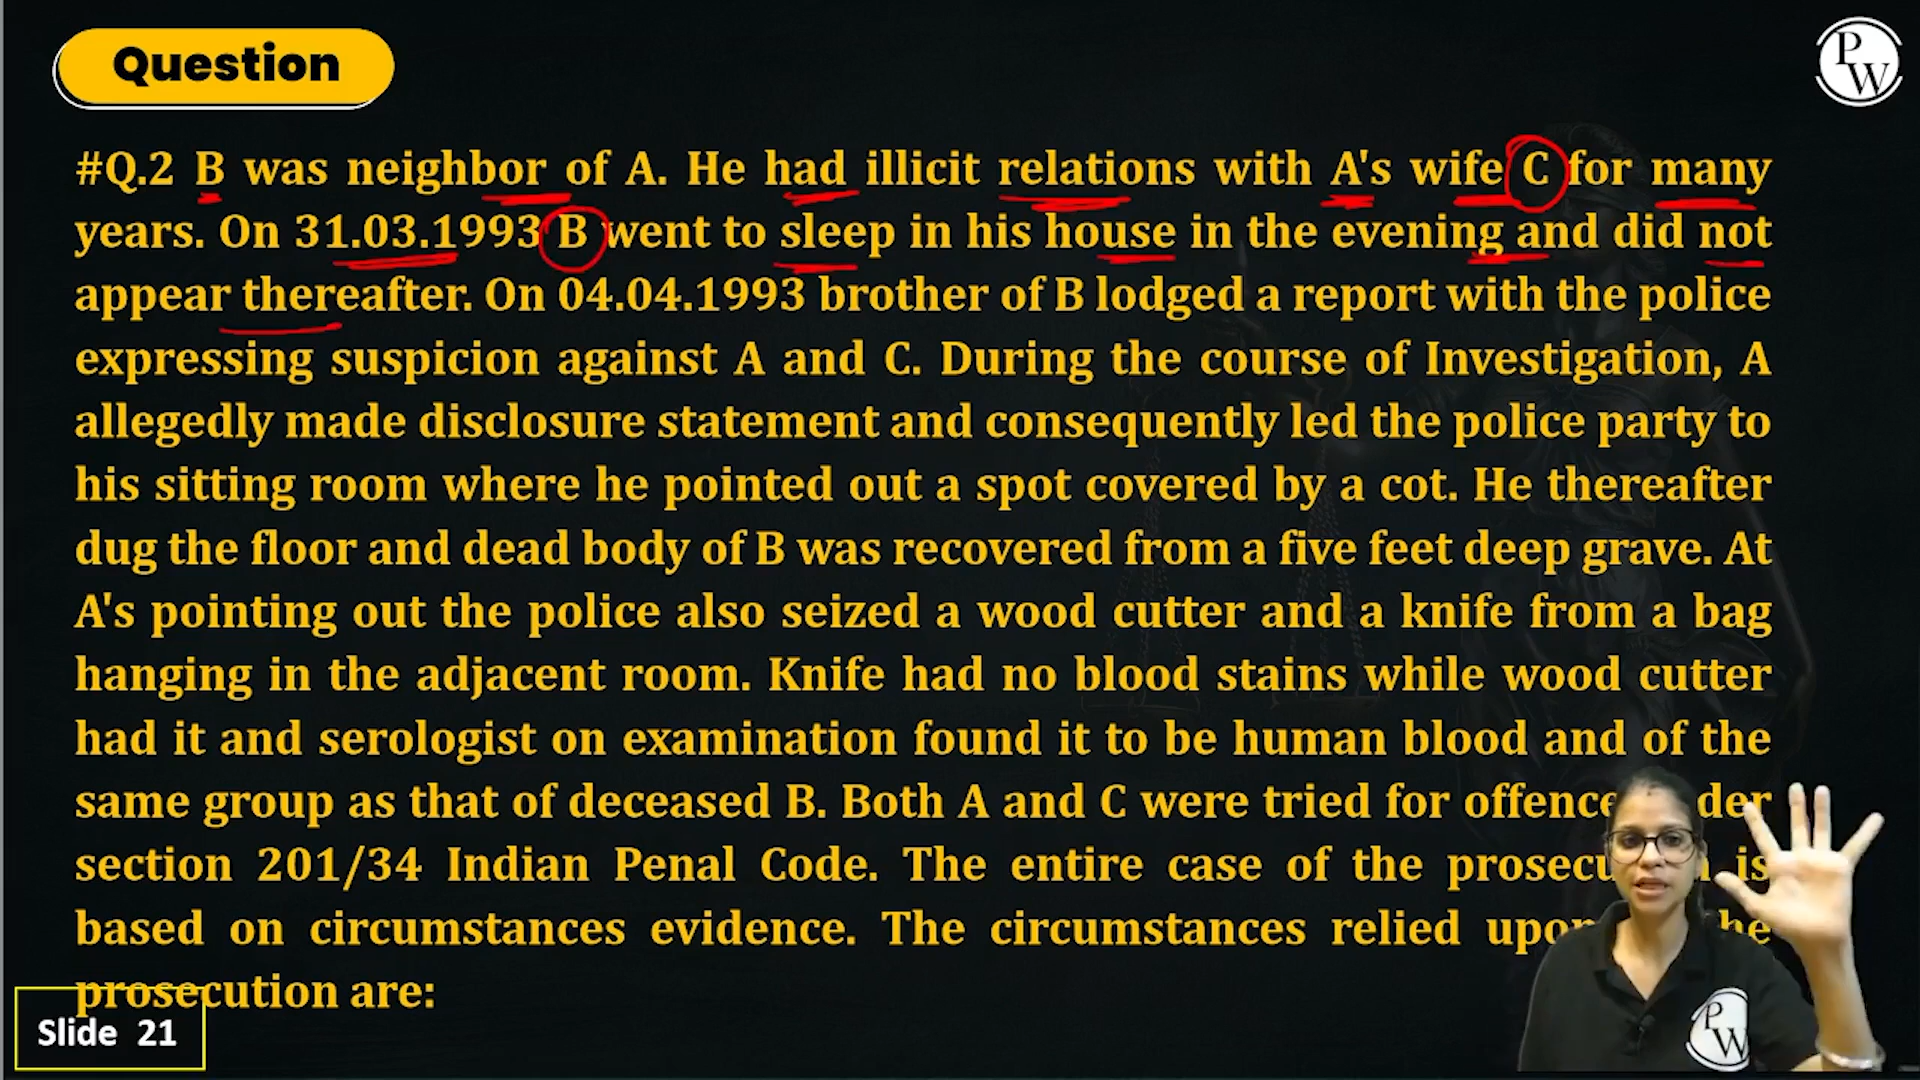 Question
PW
#Q.2 B was neighbor of A. He had illicit relations with A's wife C for many
years. On 31.03.1993 B went to sleep in his house in the evening and did not
appear thereafter. On 04.04.1993 brother of B lodged a report with the police
expressing suspicion against A and C. During the course of Investigation, A
allegedly made disclosure statement and consequently led the police party to
his sitting room where he pointed out a spot covered by a cot. He thereafter
dug the floor and dead body of B was recovered from a five feet deep grave. At
A's pointing out the police also seized a wood cutter and a knife from a bag
hanging in the adjacent room. Knife had no blood stains while wood cutter
had it and serologist on examination found it to be human blood and of the
same group as that of deceased B. Both A and C were tried for offence der
section 201/34 Indian Penal Code. The entire case of the is
based on circumstances evidence. The circumstances relied he
prosecution are:
Slide 21
PW